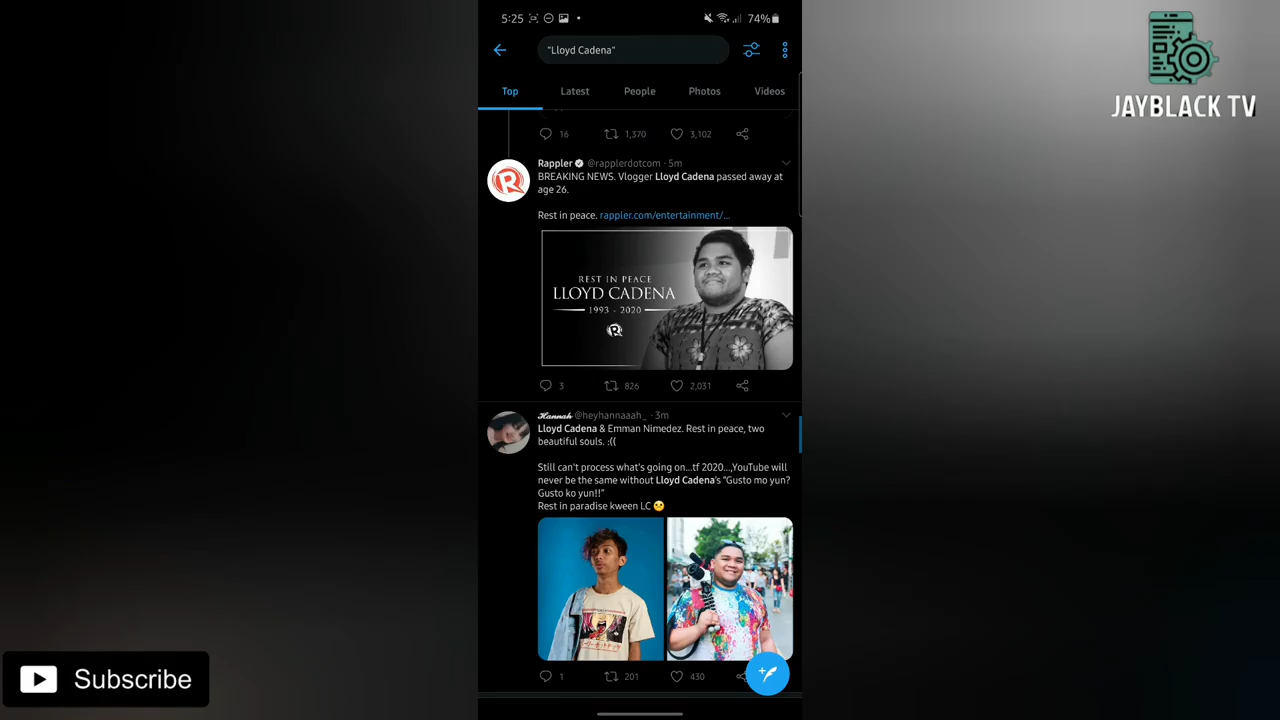 5:25
74%
"Lloyd Cadena"
Top Latest People Photos Videos
16 1,370 3,102
Rappler @rapplerdotcom · 5m
BREAKING NEWS. Vlogger Lloyd Cadena passed away at
age 26.
Rest in peace. rappler.com/entertainment/...
REST IN PEACE
LLOYD CADENA
1993 - 2020
R
3 826 2,031
Hannah @heyhannaaah_ · 3m
Lloyd Cadena & Emman Nimedez. Rest in peace, two
beautiful souls. :((
Still can't process what's going on...tf 2020...,YouTube will
never be the same without Lloyd Cadena's "Gusto mo yun?
Gusto ko yun!!"
Rest in paradise kween LC
1 201 430
JAYBLACK TV
Subscribe